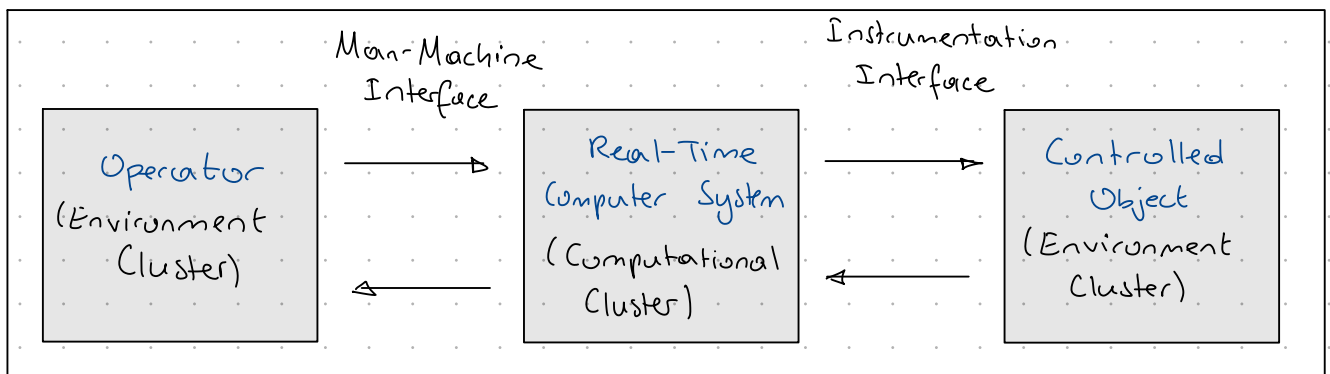 Man-Machine
Interface
Instrumentation
Interface
Operator
(Environment
Cluster)
Real-Time
Computer System
(Computational
Cluster)
Controlled
Object
(Environment
Cluster)